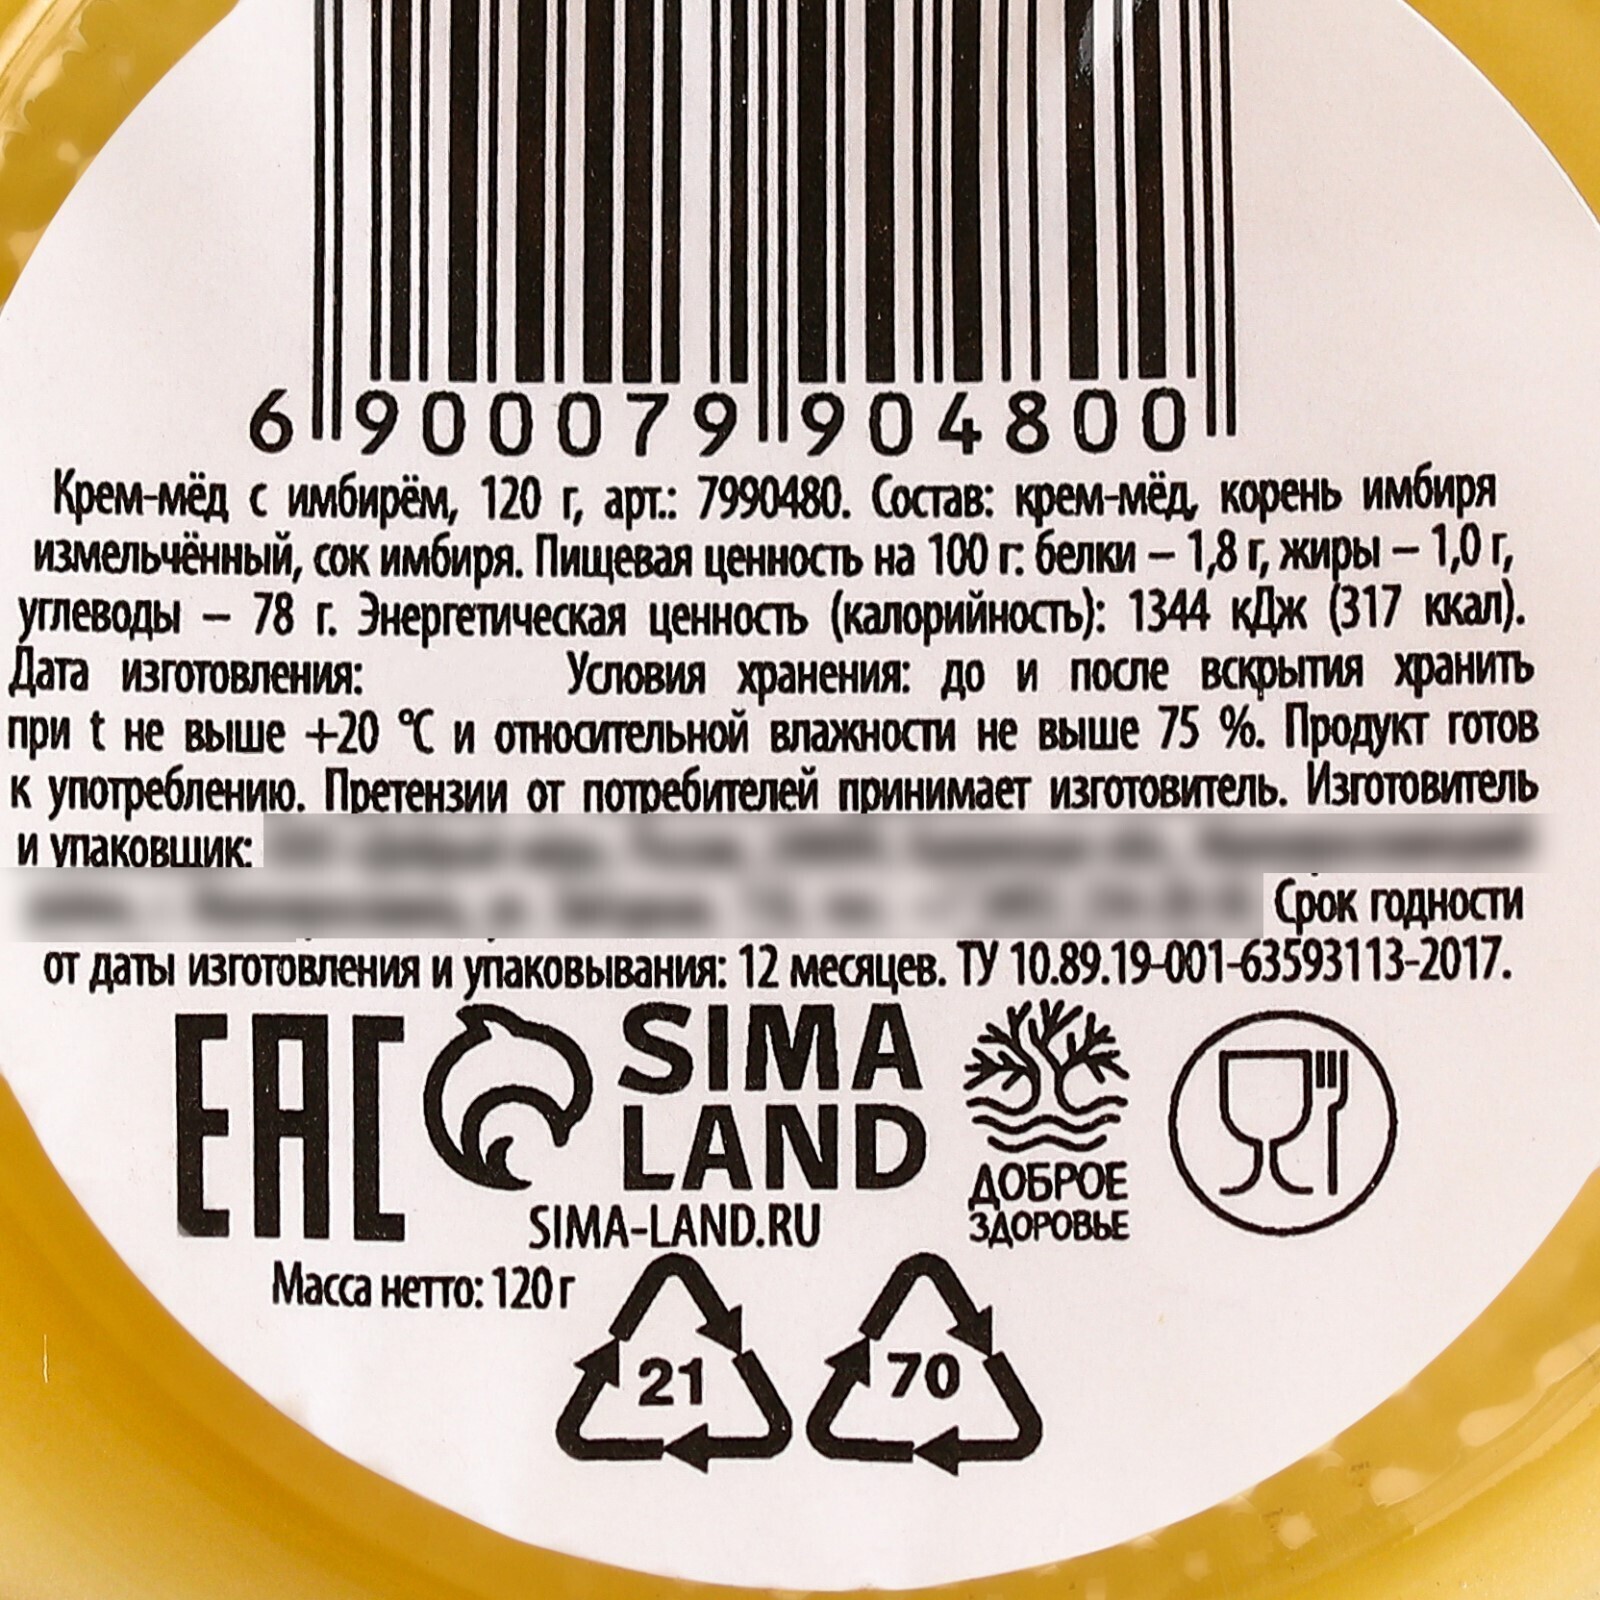 6 900079 904800
Крем-мёд с имбирём, 120 г, арт.: 7990480. Состав: крем-мёд, корень имбиря
измельчённый, сок имбиря. Пищевая ценность на 100 г: белки – 1,8 г, жиры – 1,0 г,
углеводы – 78 г. Энергетическая ценность (калорийность): 1344 кДж (317 ккал).
Дата изготовления: Условия хранения: до и после вскрытия хранить
при t не выше +20 °C и относительной влажности не выше 75 %. Продукт готов
к употреблению. Претензии от потребителей принимает изготовитель. Изготовитель
и упаковщик:
Срок годности
от даты изготовления и упаковывания: 12 месяцев. ТУ 10.89.19-001-63593113-2017.
EAC
SIMA
LAND
SIMA-LAND.RU
ДОБРОЕ
ЗДОРОВЬЕ
Масса нетто: 120 г
21
70